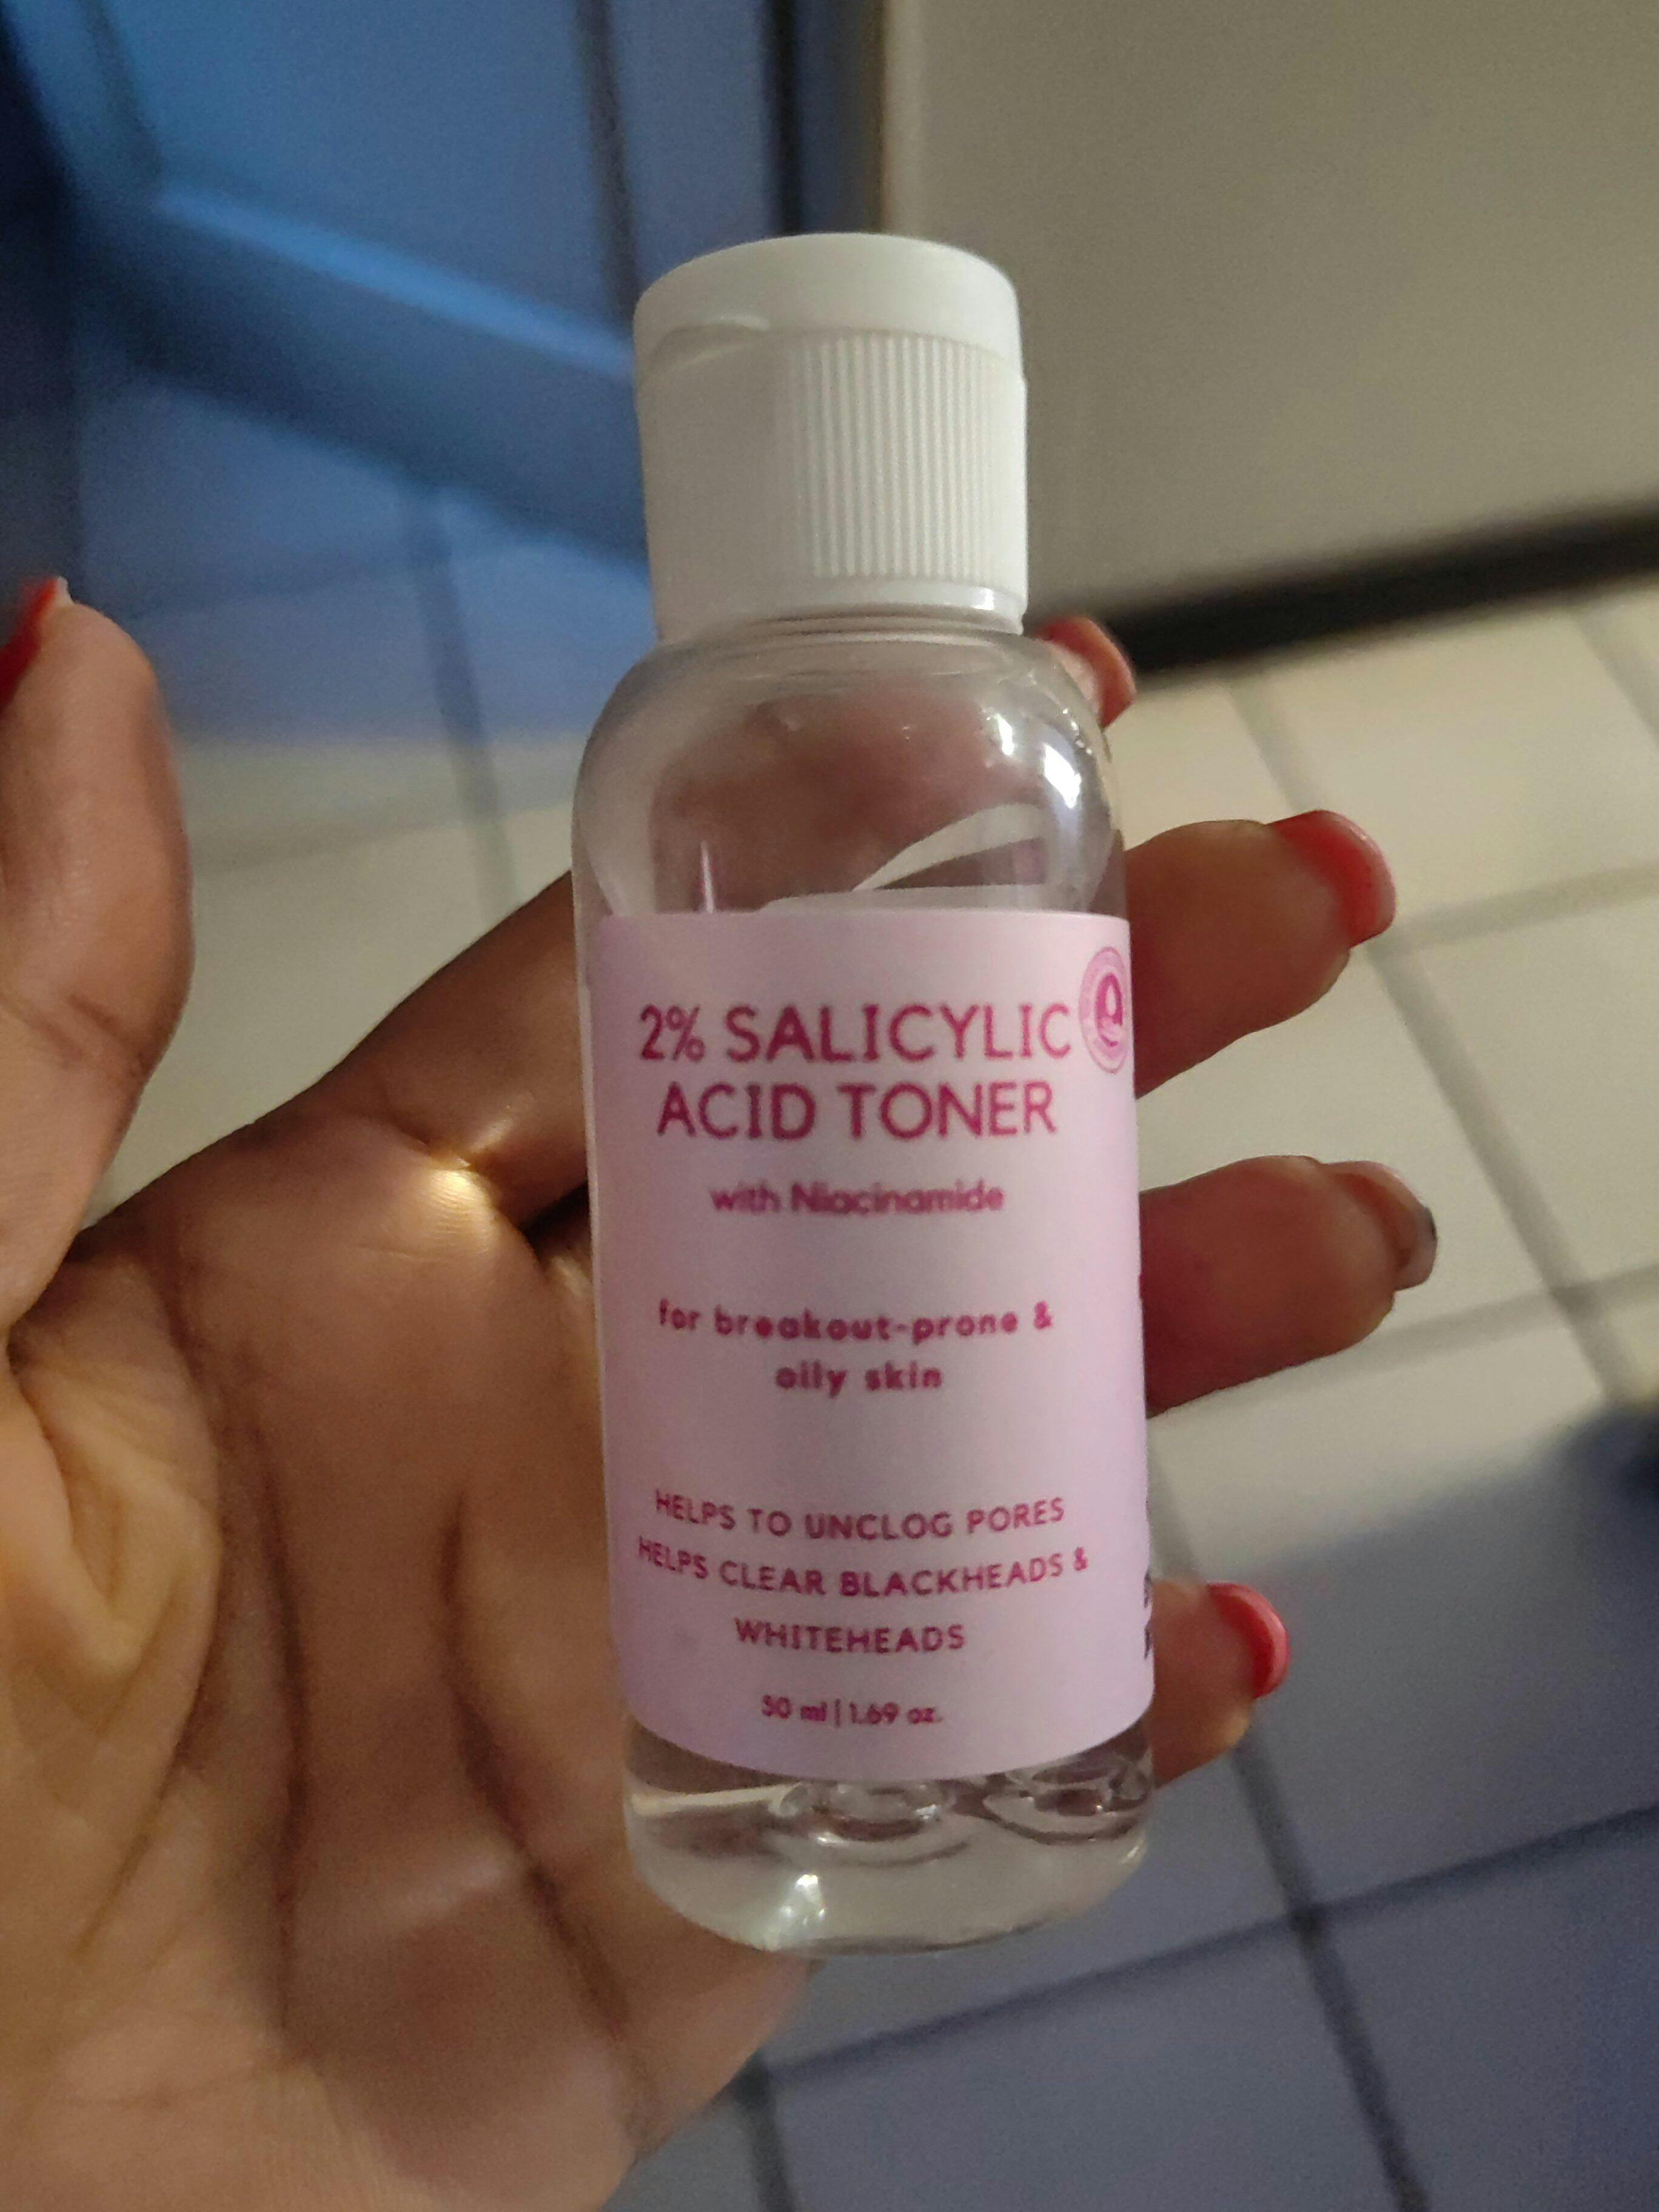 2% SALICYLIC
ACID TONER
with Niacinamide
for breakout-prone &
oily skin
HELPS TO UNCLOG PORES
HELPS CLEAR BLACKHEADS &
WHITEHEADS
50 ml | 1.69 oz.